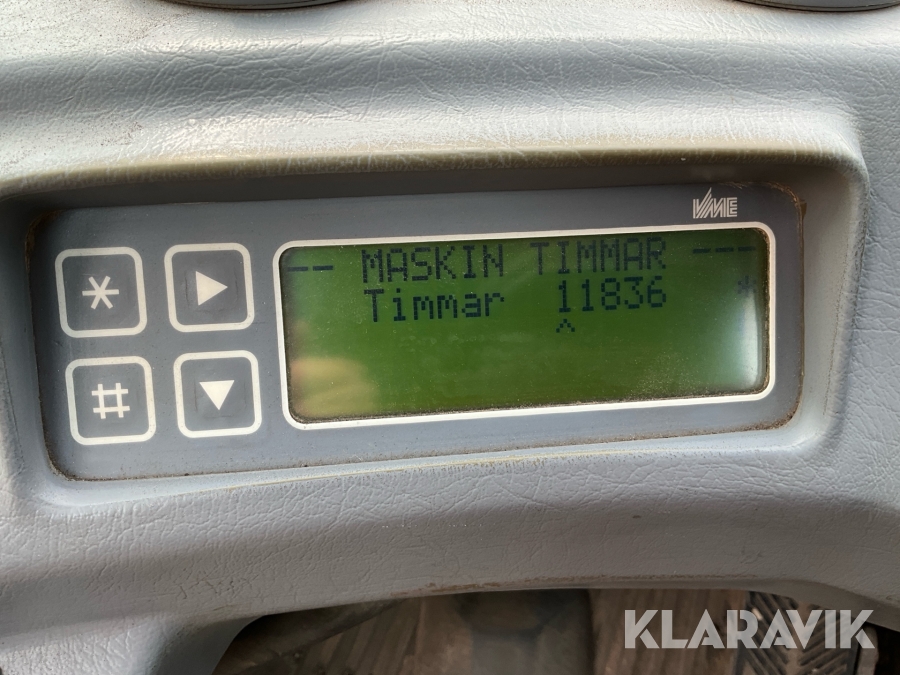 VME
-- MASKIN TIMMAR ---
Timmar 11836 *
^
*
#
KLARAVIK